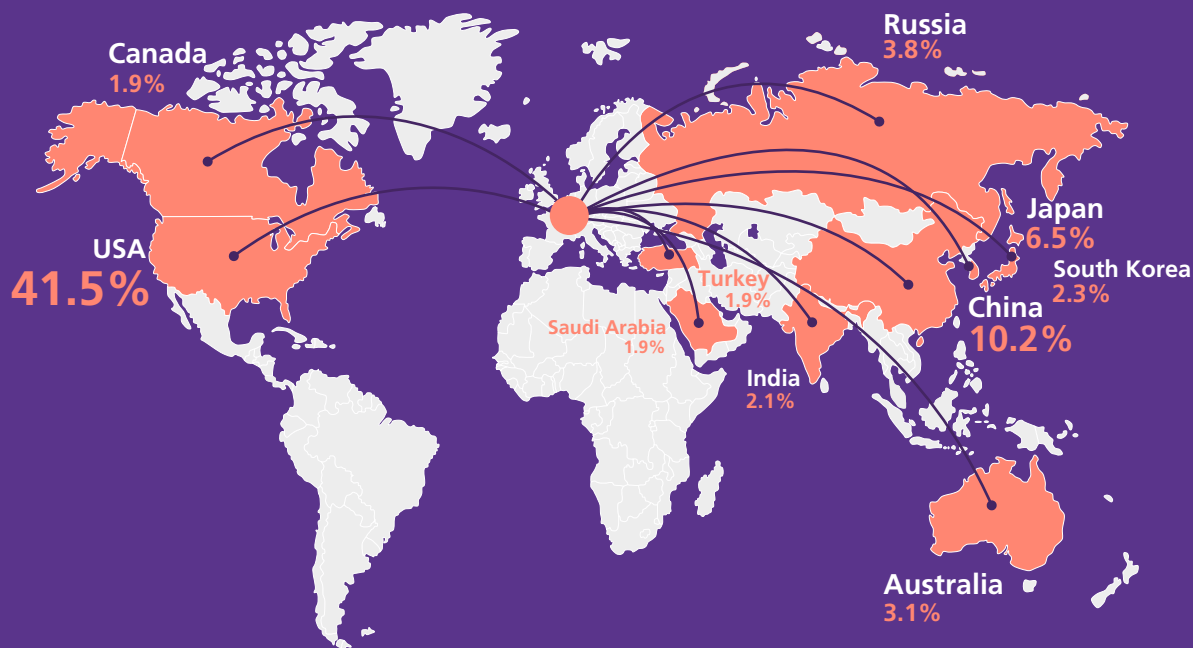 Canada
1.9%
Russia
3.8%
USA
41.5%
Japan
6.5%
South Korea
2.3%
Turkey
1.9%
China
10.2%
Saudi Arabia
1.9%
India
2.1%
Australia
3.1%